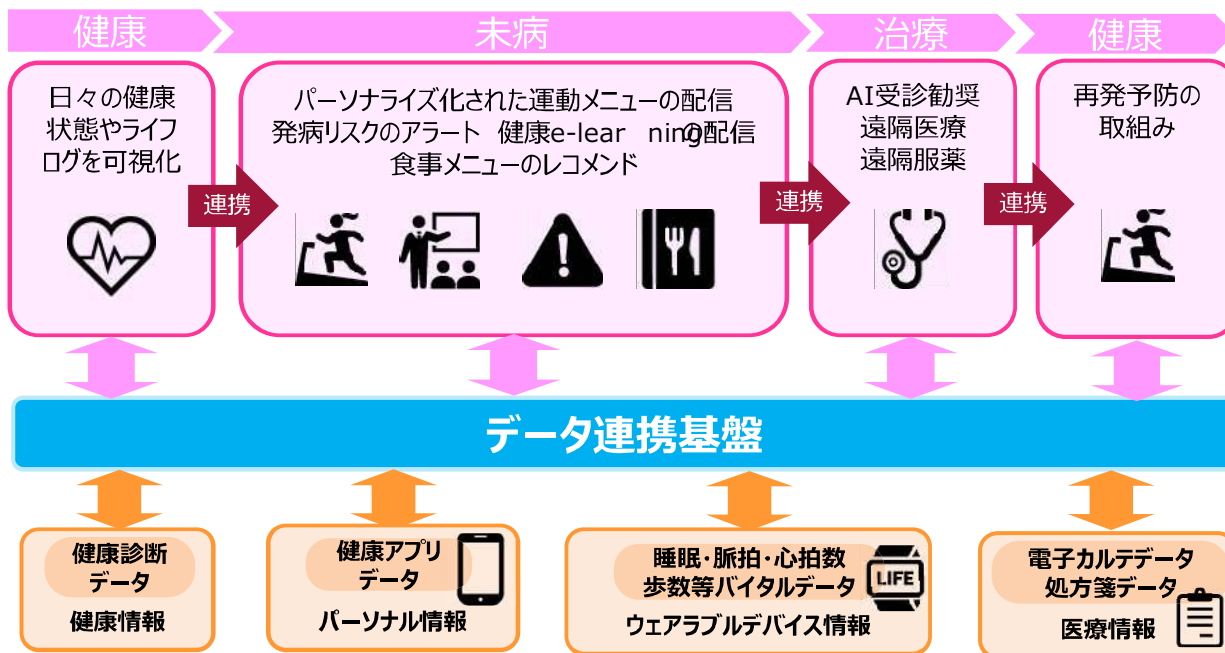 健康
未病
治療
健康
日々の健康
状態やライフ
ログを可視化
パーソナライズ化された運動メニューの配信
発病リスクのアラート 健康e-lear ningの配信
食事メニューのレコメンド
AI受診勧奨
遠隔医療
遠隔服薬
再発予防の
取組み
連携
連携
連携
データ連携基盤
健康診断
データ
健康情報
健康アプリ
データ
パーソナル情報
睡眠・脈拍・心拍数
歩数等バイタルデータ
LIFE
ウェアラブルデバイス情報
電子カルテデータ
処方箋データ
医療情報